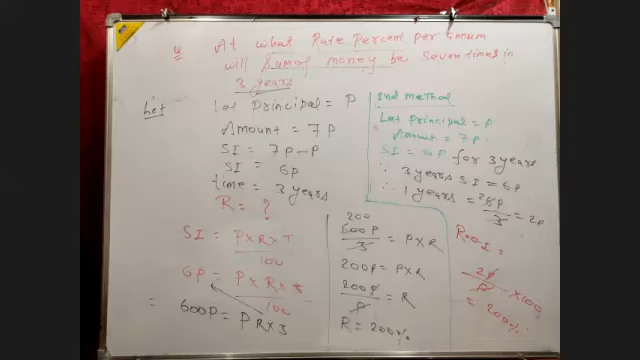 4 At what Rate Percent per annum
will Sum of money be Seven times in
3 years
Let Let Principal = P
Amount = 7P
SI = 7P - P
SI = 6P
time = 3 years
R = ?
SI = P×R×T
100
6P = P×R×
100
= 600P = P R×3
2nd method
Let Principal = P
Amount = 7P.
SI = 6P for 3 years
∵ 3 years SI = 6P
∴ 1 years = 6P/3 = 2P
200
600P/3 = P×R
200P = P×R
200P/P = R
R = 200%
R.O.I =
2P/P ×100
= 200%